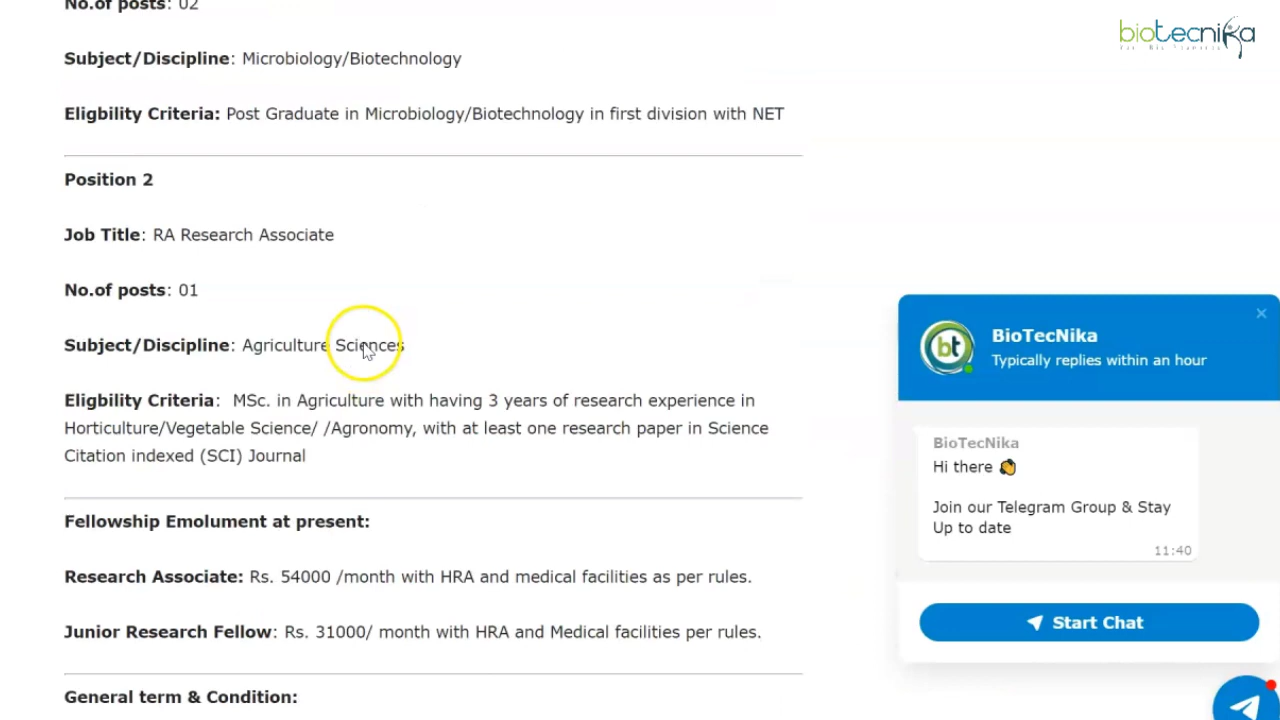 No.of posts: 02
biotecnika
Subject/Discipline: Microbiology/Biotechnology
Eligbility Criteria: Post Graduate in Microbiology/Biotechnology in first division with NET
Position 2
Job Title: RA Research Associate
No.of posts: 01
Subject/Discipline: Agriculture Sciences
Eligbility Criteria: MSc. in Agriculture with having 3 years of research experience in
Horticulture/Vegetable Science/ /Agronomy, with at least one research paper in Science
Citation indexed (SCI) Journal
Fellowship Emolument at present:
Research Associate: Rs. 54000 /month with HRA and medical facilities as per rules.
Junior Research Fellow: Rs. 31000/ month with HRA and Medical facilities per rules.
General term & Condition:
bt
BioTecNika
Typically replies within an hour
BioTecNika
Hi there 👋
Join our Telegram Group & Stay
Up to date
11:40
Start Chat